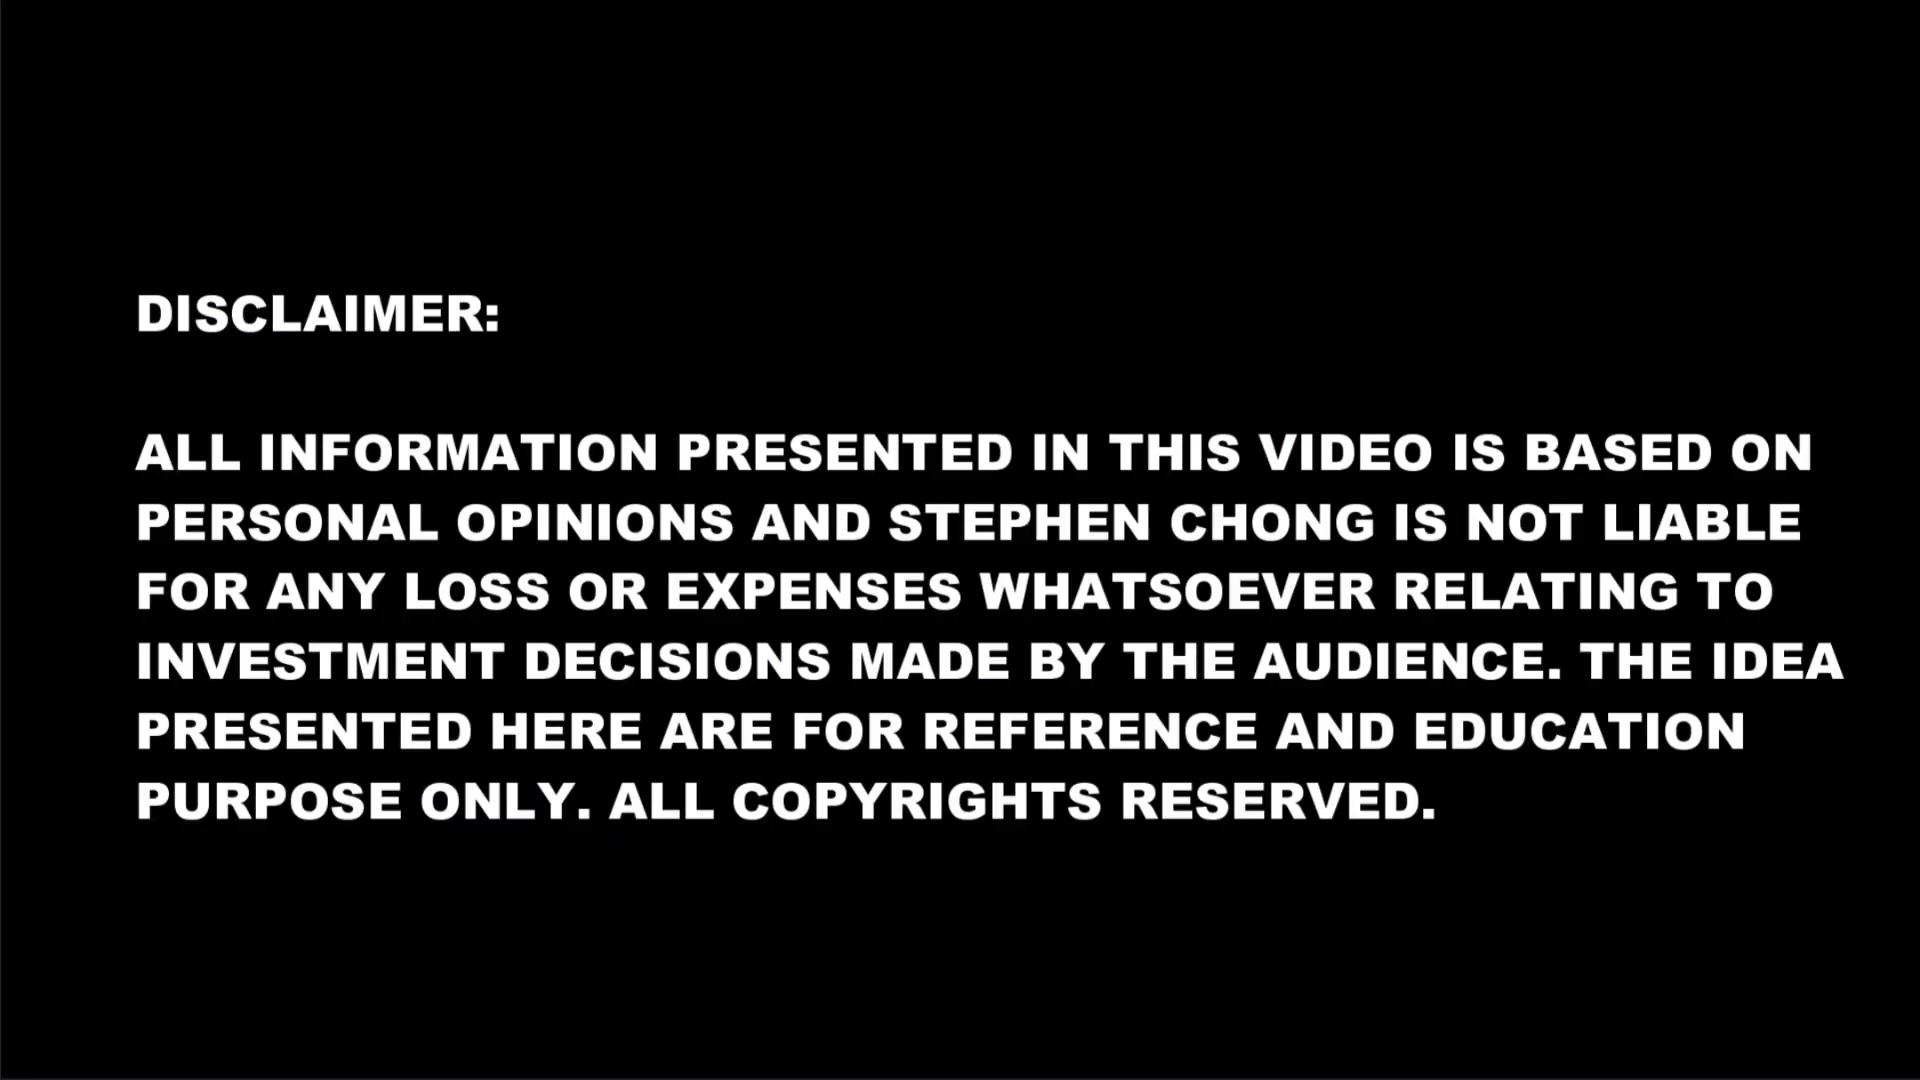 DISCLAIMER:
ALL INFORMATION PRESENTED IN THIS VIDEO IS BASED ON
PERSONAL OPINIONS AND STEPHEN CHONG IS NOT LIABLE
FOR ANY LOSS OR EXPENSES WHATSOEVER RELATING TO
INVESTMENT DECISIONS MADE BY THE AUDIENCE. THE IDEA
PRESENTED HERE ARE FOR REFERENCE AND EDUCATION
PURPOSE ONLY. ALL COPYRIGHTS RESERVED.